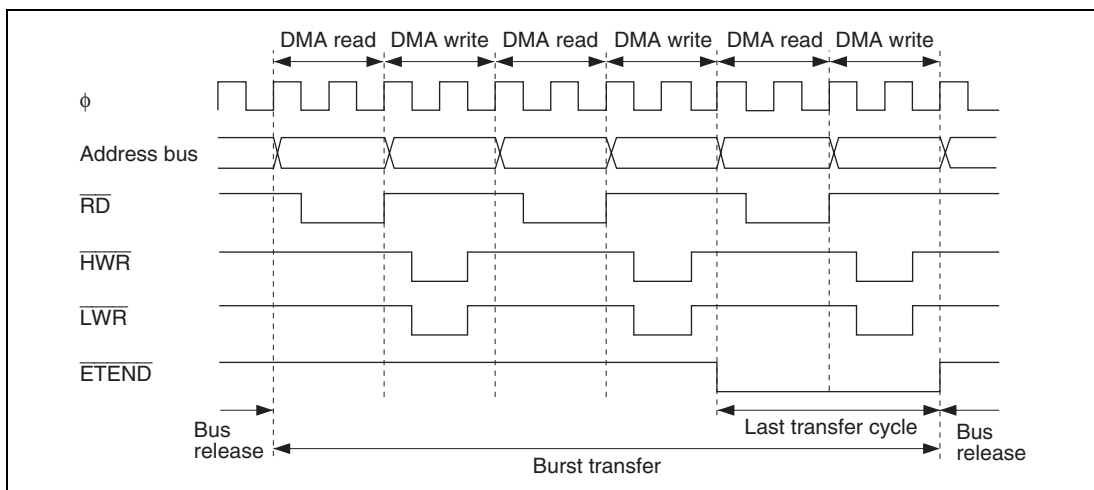 DMA read DMA write DMA read DMA write DMA read DMA write
ϕ
Address bus
RD
HWR
LWR
ETEND
Last transfer cycle
Bus
release
Bus
release
Burst transfer